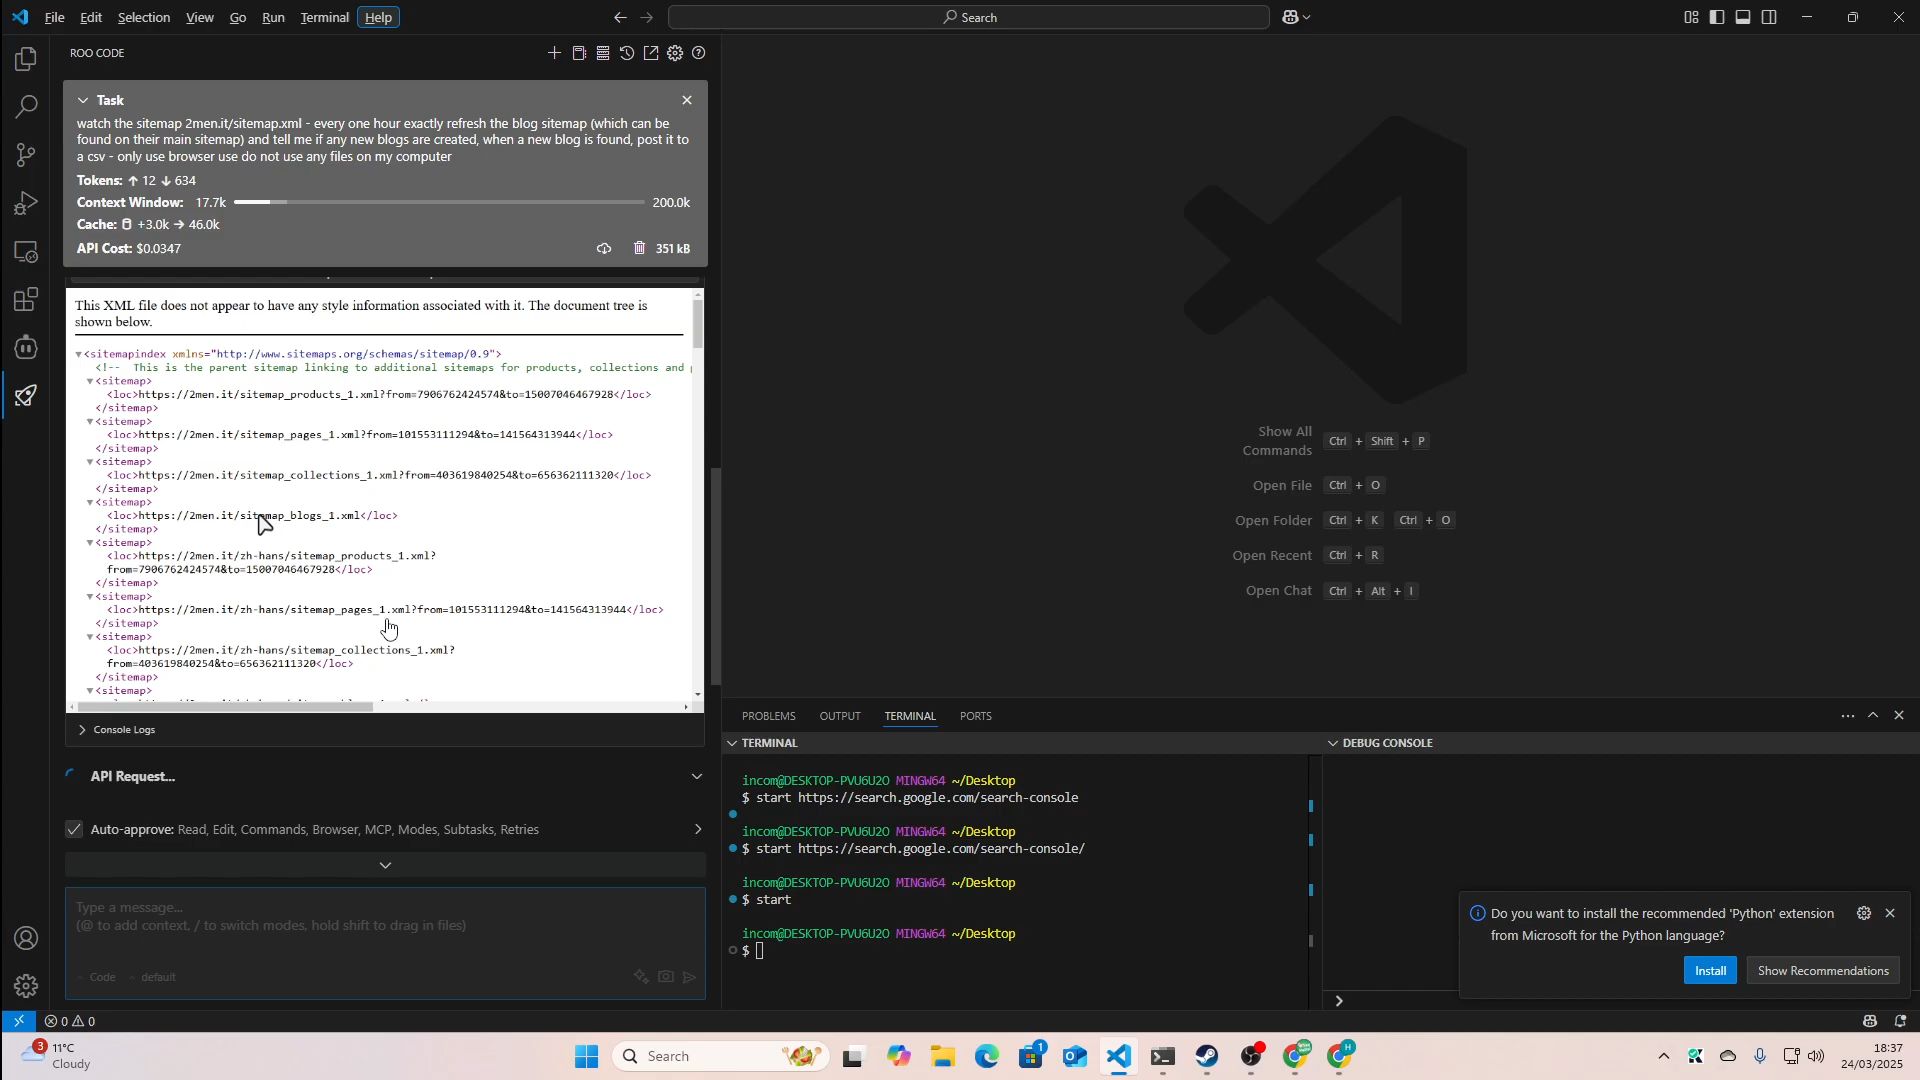 File Edit Selection View Go Run Terminal Help
Search
ROO CODE
Task
watch the sitemap 2men.it/sitemap.xml - every one hour exactly refresh the blog sitemap (which can be
found on their main sitemap) and tell me if any new blogs are created, when a new blog is found, post it to
a csv - only use browser use do not use any files on my computer
Tokens: ↑ 12 ↓ 634
Context Window: 17.7k 200.0k
Cache: +3.0k → 46.0k
API Cost: $0.0347 351 kB
This XML file does not appear to have any style information associated with it. The document tree is
shown below.
▼<sitemapindex xmlns="http://www.sitemaps.org/schemas/sitemap/0.9">
<!-- This is the parent sitemap linking to additional sitemaps for products, collections and
▼<sitemap>
<loc>https://2men.it/sitemap_products_1.xml?from=7906762424574&to=15007046467928</loc>
</sitemap>
▼<sitemap>
<loc>https://2men.it/sitemap_pages_1.xml?from=101553111294&to=141564313944</loc>
</sitemap>
▼<sitemap>
<loc>https://2men.it/sitemap_collections_1.xml?from=403619840254&to=656362111320</loc>
</sitemap>
▼<sitemap>
<loc>https://2men.it/sitemap_blogs_1.xml</loc>
</sitemap>
▼<sitemap>
<loc>https://2men.it/zh-hans/sitemap_products_1.xml?
from=7906762424574&to=15007046467928</loc>
</sitemap>
▼<sitemap>
<loc>https://2men.it/zh-hans/sitemap_pages_1.xml?from=101553111294&to=141564313944</loc>
</sitemap>
▼<sitemap>
<loc>https://2men.it/zh-hans/sitemap_collections_1.xml?
from=403619840254&to=656362111320</loc>
</sitemap>
▼<sitemap>
Console Logs
API Request...
Auto-approve: Read, Edit, Commands, Browser, MCP, Modes, Subtasks, Retries
Type a message...
(@ to add context, / to switch modes, hold shift to drag in files)
Code default
Show All
Commands Ctrl + Shift + P
Open File Ctrl + O
Open Folder Ctrl + K Ctrl + O
Open Recent Ctrl + R
Open Chat Ctrl + Alt + I
PROBLEMS OUTPUT TERMINAL PORTS
TERMINAL
DEBUG CONSOLE
incom@DESKTOP-PVU6U2O MINGW64 ~/Desktop
$ start https://search.google.com/search-console
incom@DESKTOP-PVU6U2O MINGW64 ~/Desktop
$ start https://search.google.com/search-console/
incom@DESKTOP-PVU6U2O MINGW64 ~/Desktop
$ start
incom@DESKTOP-PVU6U2O MINGW64 ~/Desktop
$
Do you want to install the recommended 'Python' extension
from Microsoft for the Python language?
Install Show Recommendations
0 0
3
11°C
Cloudy
Search
1
H
18:37
24/03/2025